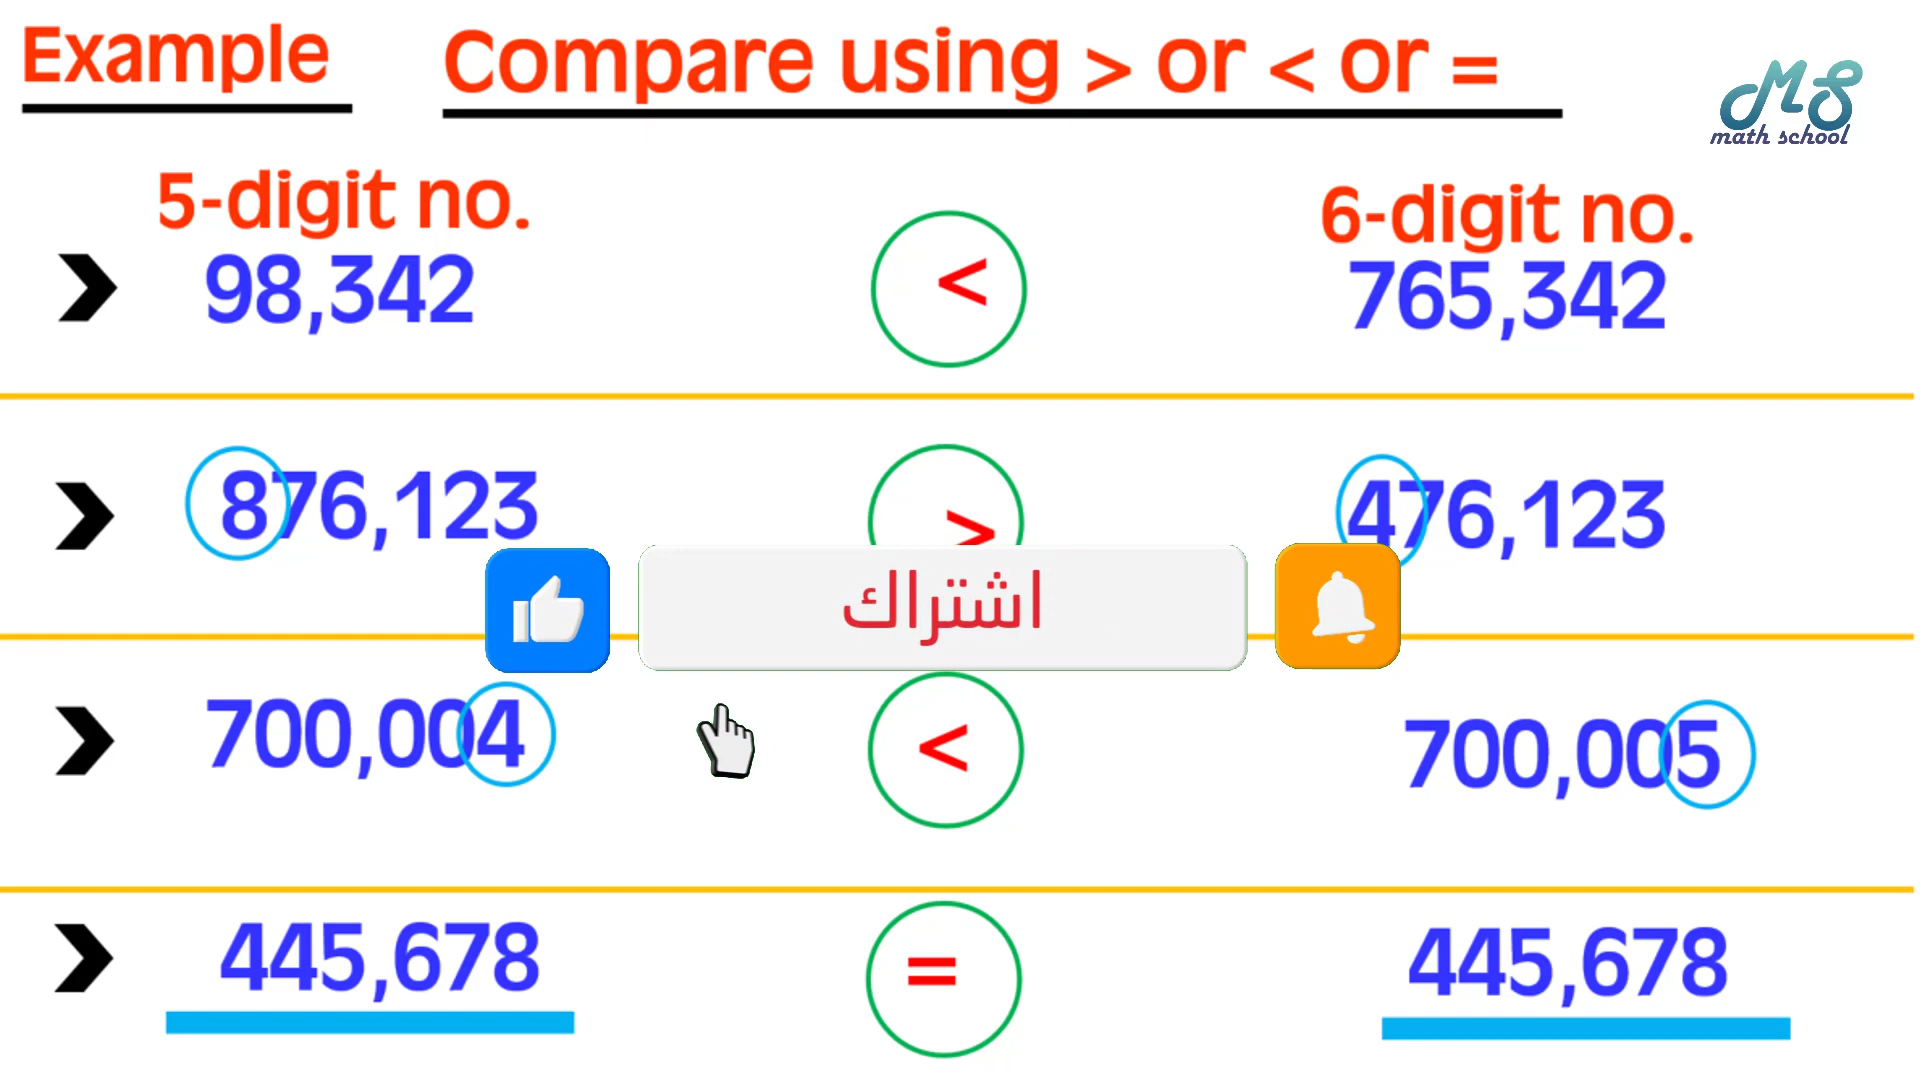 Example
Compare using > or < or =
MS
math school
5-digit no.
6-digit no.
98,342 < 765,342
876,123 > 476,123
اشتراك
700,004 < 700,005
445,678 = 445,678